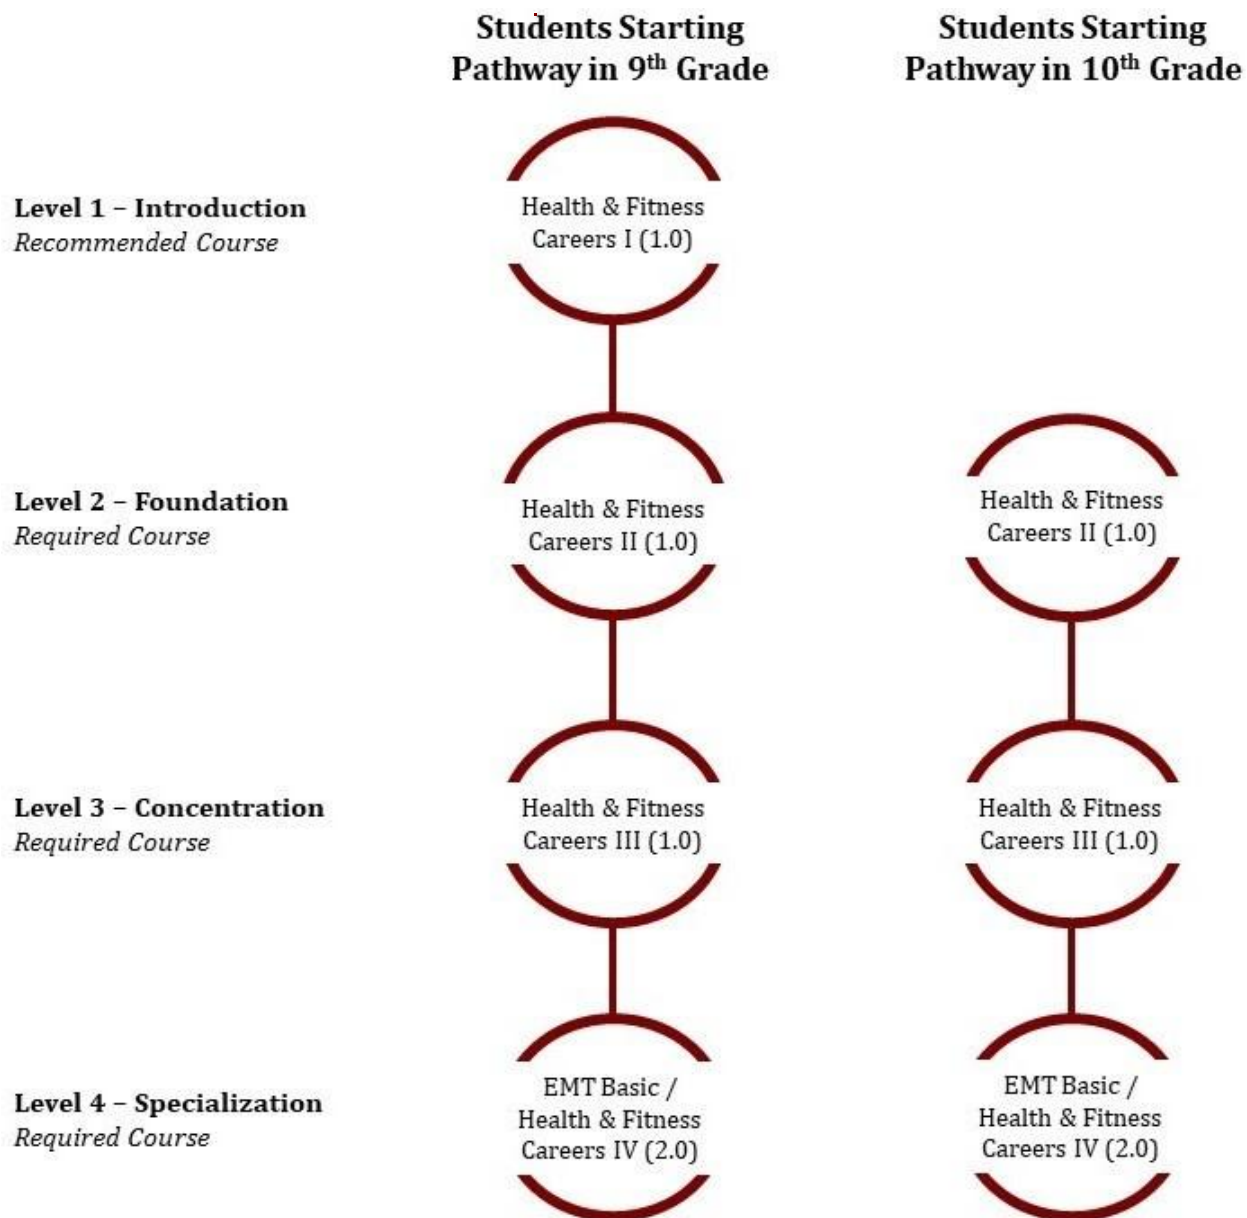 Students Starting
Pathway in 9th Grade
Students Starting
Pathway in 10th Grade
Level 1 – Introduction
Recommended Course
Health & Fitness
Careers I (1.0)
Level 2 – Foundation
Required Course
Health & Fitness
Careers II (1.0)
Health & Fitness
Careers II (1.0)
Level 3 – Concentration
Required Course
Health & Fitness
Careers III (1.0)
Health & Fitness
Careers III (1.0)
Level 4 – Specialization
Required Course
EMT Basic /
Health & Fitness
Careers IV (2.0)
EMT Basic /
Health & Fitness
Careers IV (2.0)